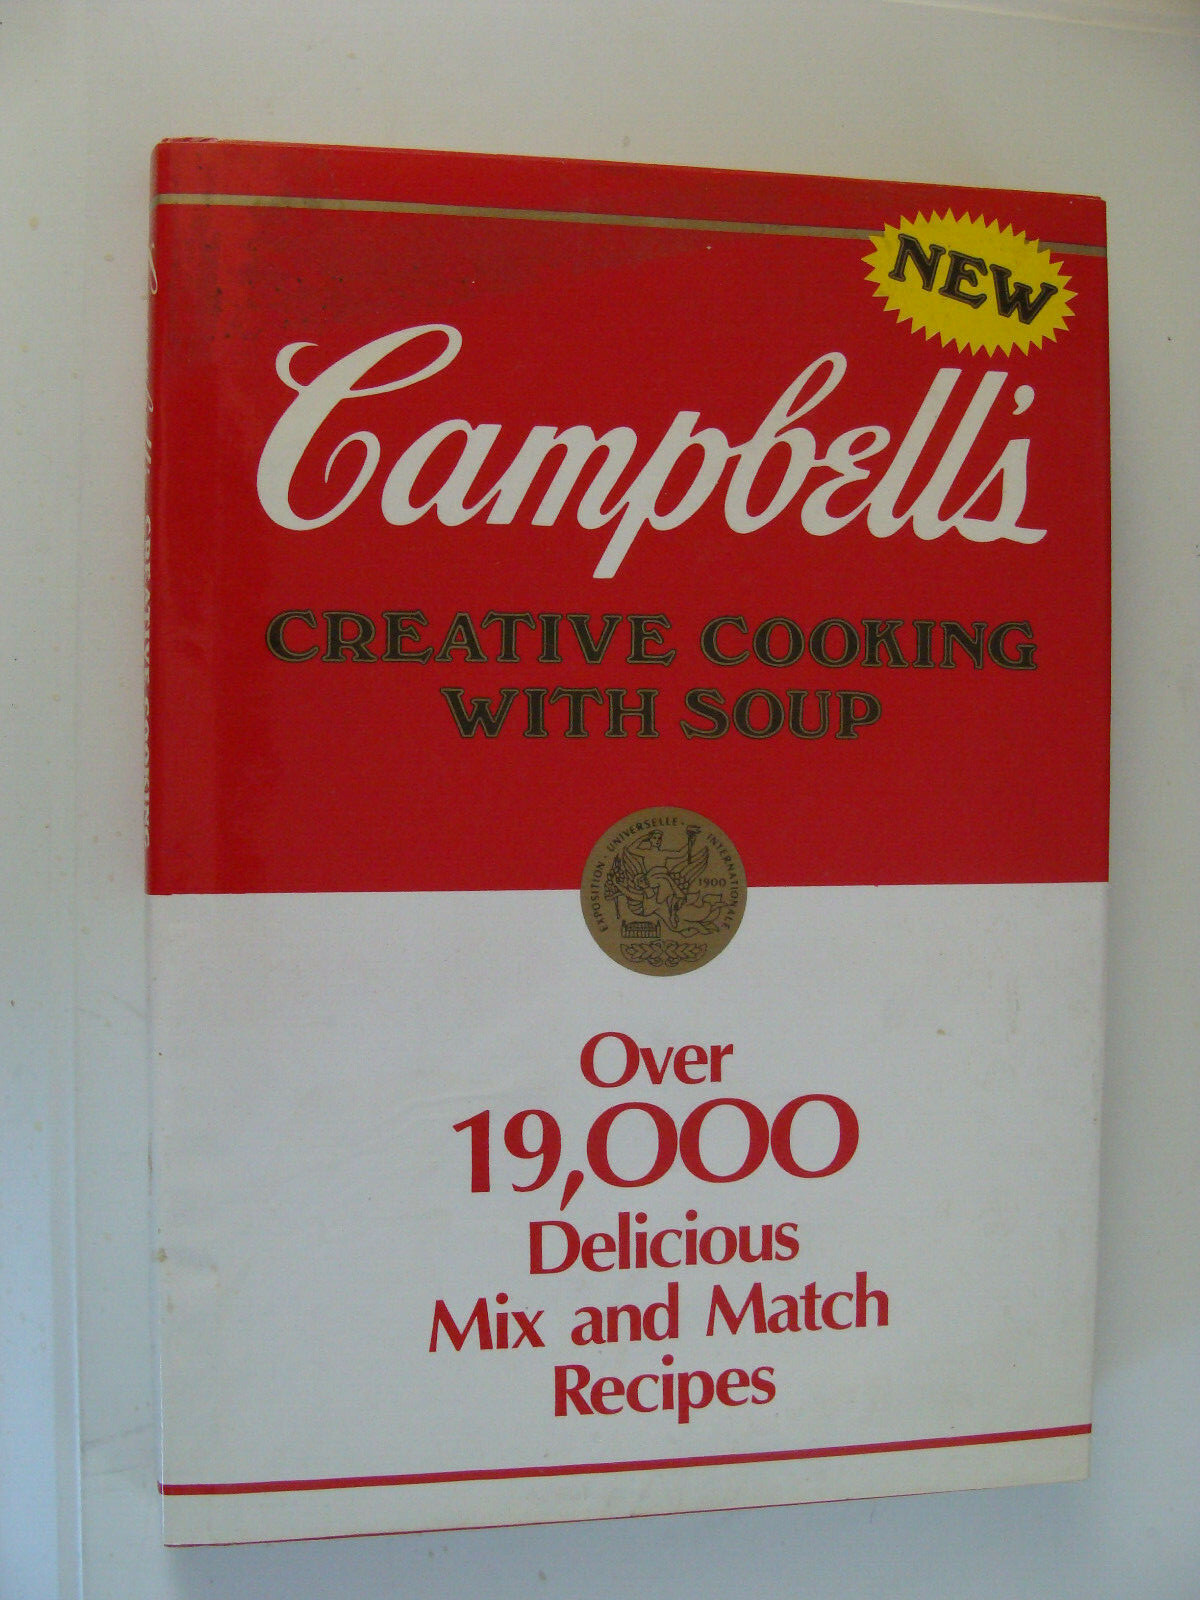 NEW
Campbell's
CREATIVE COOKING
WITH SOUP
EXPOSITION · UNIVERSELLE · INTERNATIONALE
1900
Over
19,000
Delicious
Mix and Match
Recipes